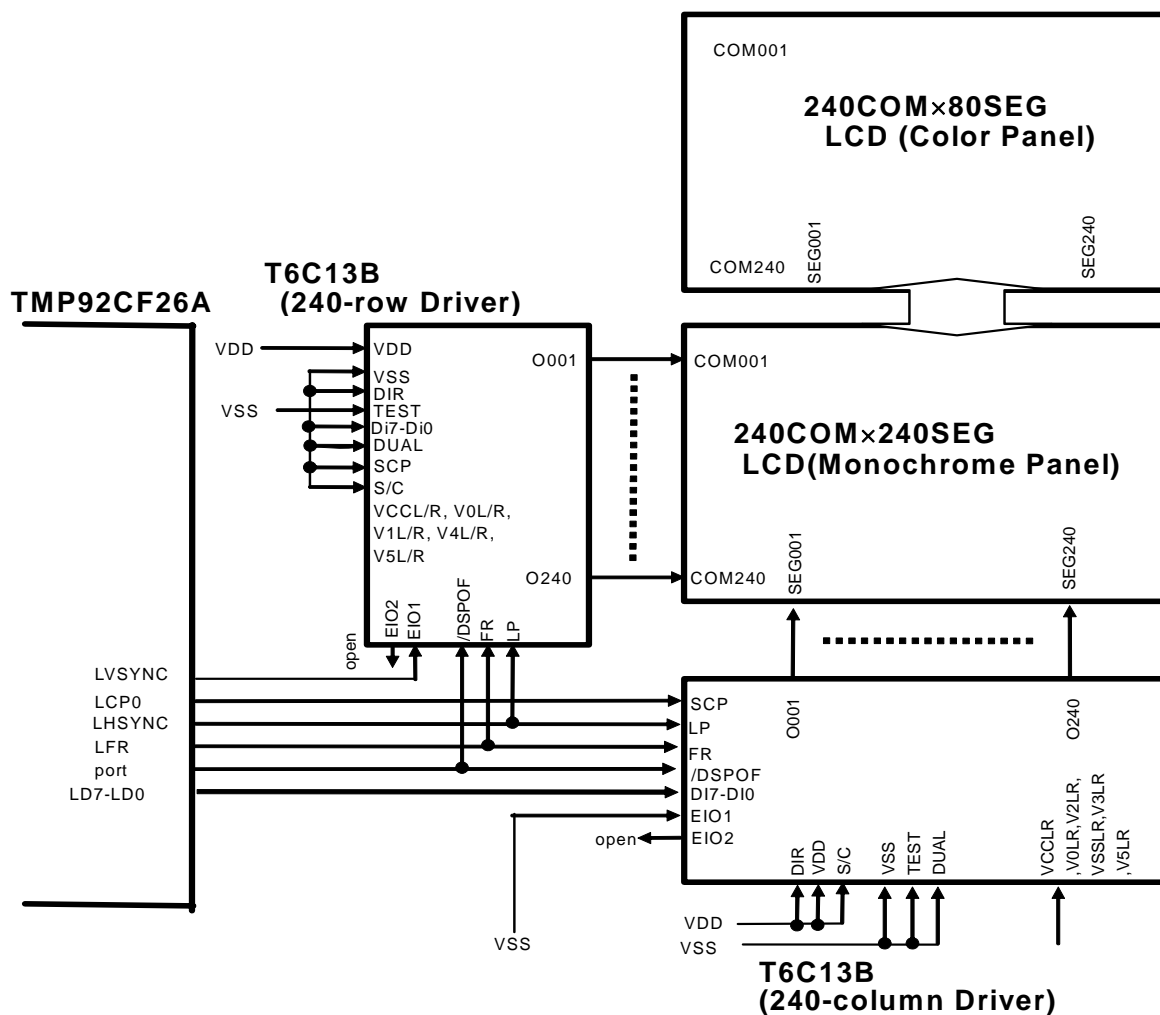 COM001
240COM×80SEG
LCD (Color Panel)
COM240
SEG001
SEG240
TMP92CF26A
T6C13B
(240-row Driver)
VDD
VSS
VDD
VSS
DIR
TEST
Di7-Di0
DUAL
SCP
S/C
VCCL/R, V0L/R,
V1L/R, V4L/R,
V5L/R
O001
O240
open
EIO2
EIO1
/DSPOF
FR
LP
COM001
240COM×240SEG
LCD(Monochrome Panel)
COM240
SEG001
SEG240
LVSYNC
LCP0
LHSYNC
LFR
port
LD7-LD0
SCP
LP
FR
/DSPOF
DI7-DI0
EIO1
EIO2
open
VSS
O001
O240
DIR
VDD
S/C
VSS
TEST
DUAL
VCCLR
,V0LR,V2LR,
VSSLR,V3LR
,V5LR
VDD
VSS
T6C13B
(240-column Driver)